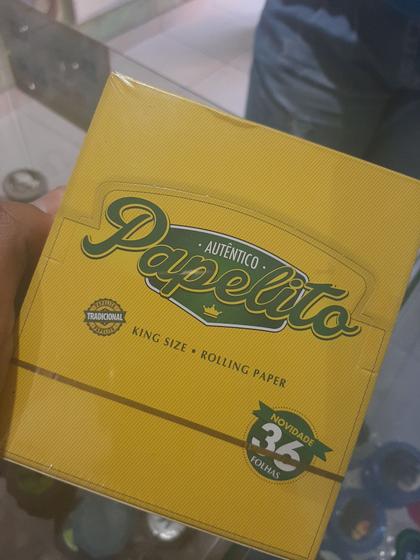 AUTÊNTICO
Papelito
TRADICIONAL
KING SIZE • ROLLING PAPER
NOVIDADE
36
FOLHAS